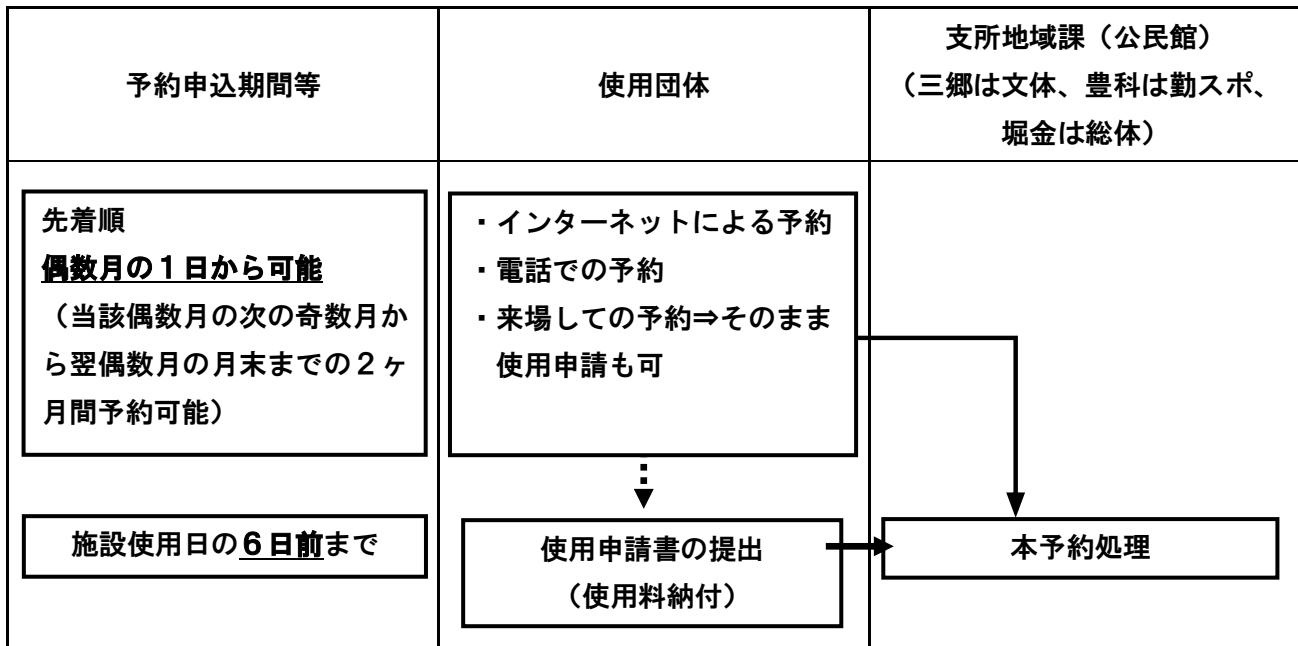 予約申込期間等
使用団体
支所地域課（公民館）
（三郷は文体、豊科は勤スポ、
堀金は総体）
先着順
偶数月の１日から可能
（当該偶数月の次の奇数月か
ら翌偶数月の月末までの２ヶ
月間予約可能）
・インターネットによる予約
・電話での予約
・来場しての予約⇒そのまま
使用申請も可
施設使用日の６日前まで
使用申請書の提出
（使用料納付）
本予約処理